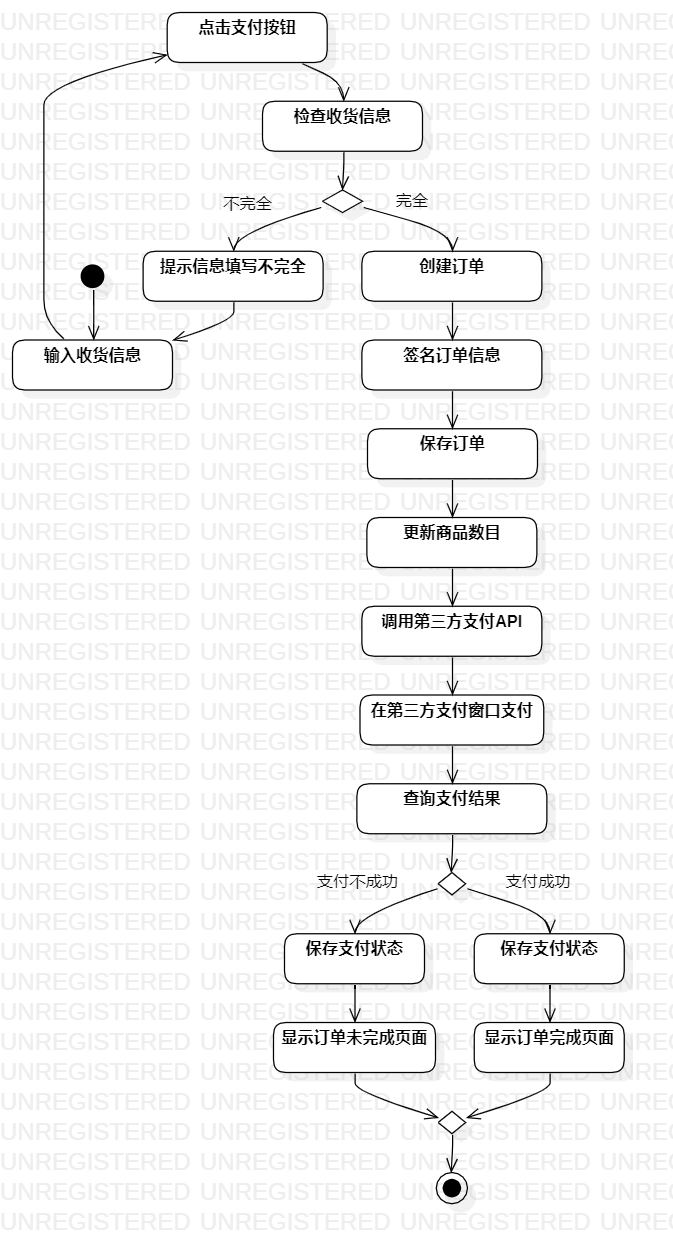 点击支付按钮
检查收货信息
不完全
完全
提示信息填写不完全
创建订单
输入收货信息
签名订单信息
保存订单
更新商品数目
调用第三方支付API
在第三方支付窗口支付
查询支付结果
支付不成功
支付成功
保存支付状态
保存支付状态
显示订单未完成页面
显示订单完成页面
UNREGISTERED